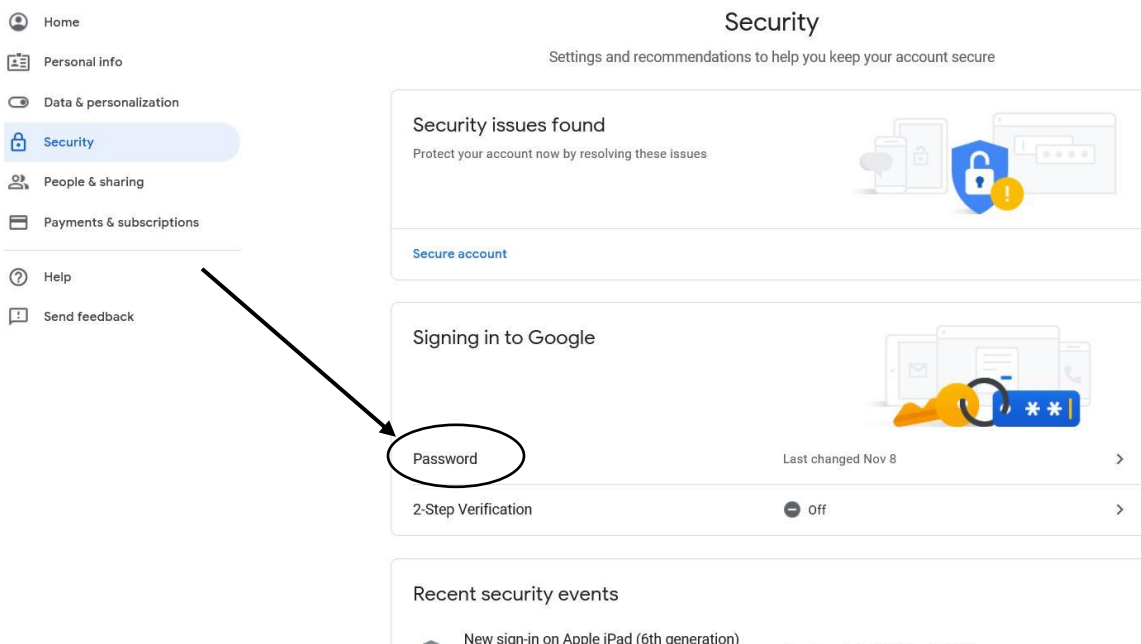 Home
Personal info
Data & personalization
Security
People & sharing
Payments & subscriptions
Help
Send feedback
Security
Settings and recommendations to help you keep your account secure
Security issues found
Protect your account now by resolving these issues
Secure account
Signing in to Google
Password Last changed Nov 8
2-Step Verification Off
Recent security events
New sign-in on Apple iPad (6th generation)